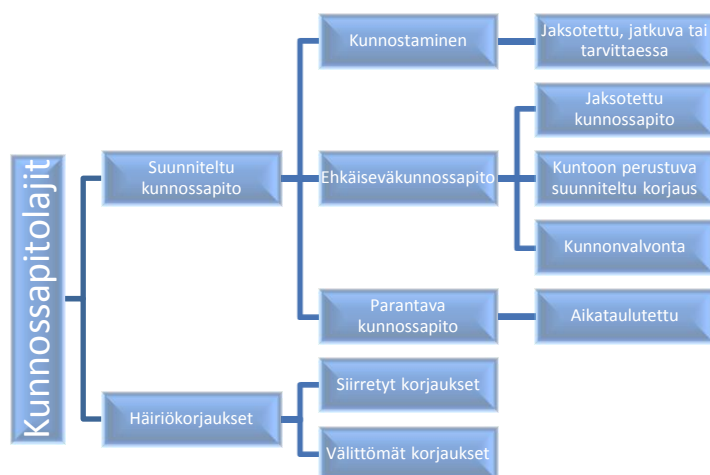 Kunnossapitolajit
Suunniteltu
kunnossapito
Kunnostaminen
Jaksotettu, jatkuva tai
tarvittaessa
Ehkäiseväkunnossapito
Jaksotettu
kunnossapito
Kuntoon perustuva
suunniteltu korjaus
Kunnonvalvonta
Parantava
kunnossapito
Aikataulutettu
Häiriökorjaukset
Siirretyt korjaukset
Välittömät korjaukset